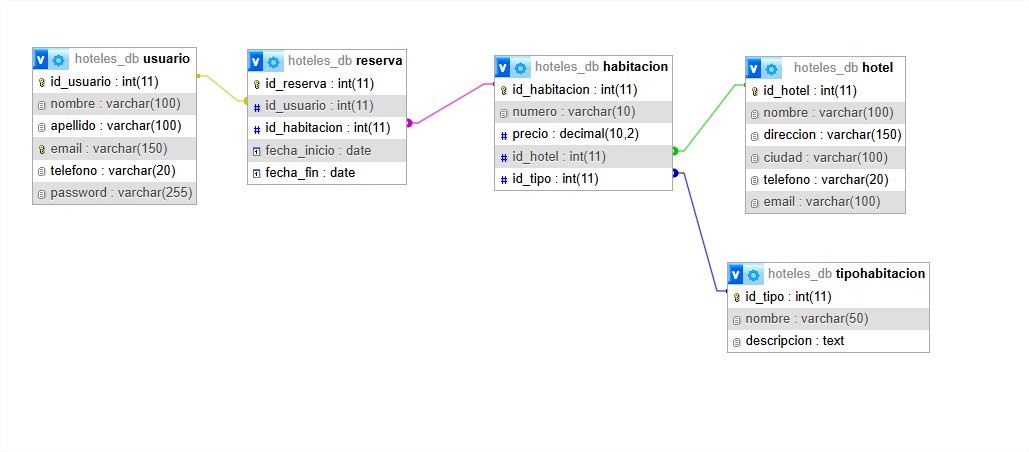 hoteles_db usuario
id_usuario : int(11)
nombre : varchar(100)
apellido : varchar(100)
email : varchar(150)
telefono : varchar(20)
password : varchar(255)
hoteles_db reserva
id_reserva : int(11)
id_usuario : int(11)
id_habitacion : int(11)
fecha_inicio : date
fecha_fin : date
hoteles_db habitacion
id_habitacion : int(11)
numero : varchar(10)
precio : decimal(10,2)
id_hotel : int(11)
id_tipo : int(11)
hoteles_db hotel
id_hotel : int(11)
nombre : varchar(100)
direccion : varchar(150)
ciudad : varchar(100)
telefono : varchar(20)
email : varchar(100)
hoteles_db tipohabitacion
id_tipo : int(11)
nombre : varchar(50)
descripcion : text